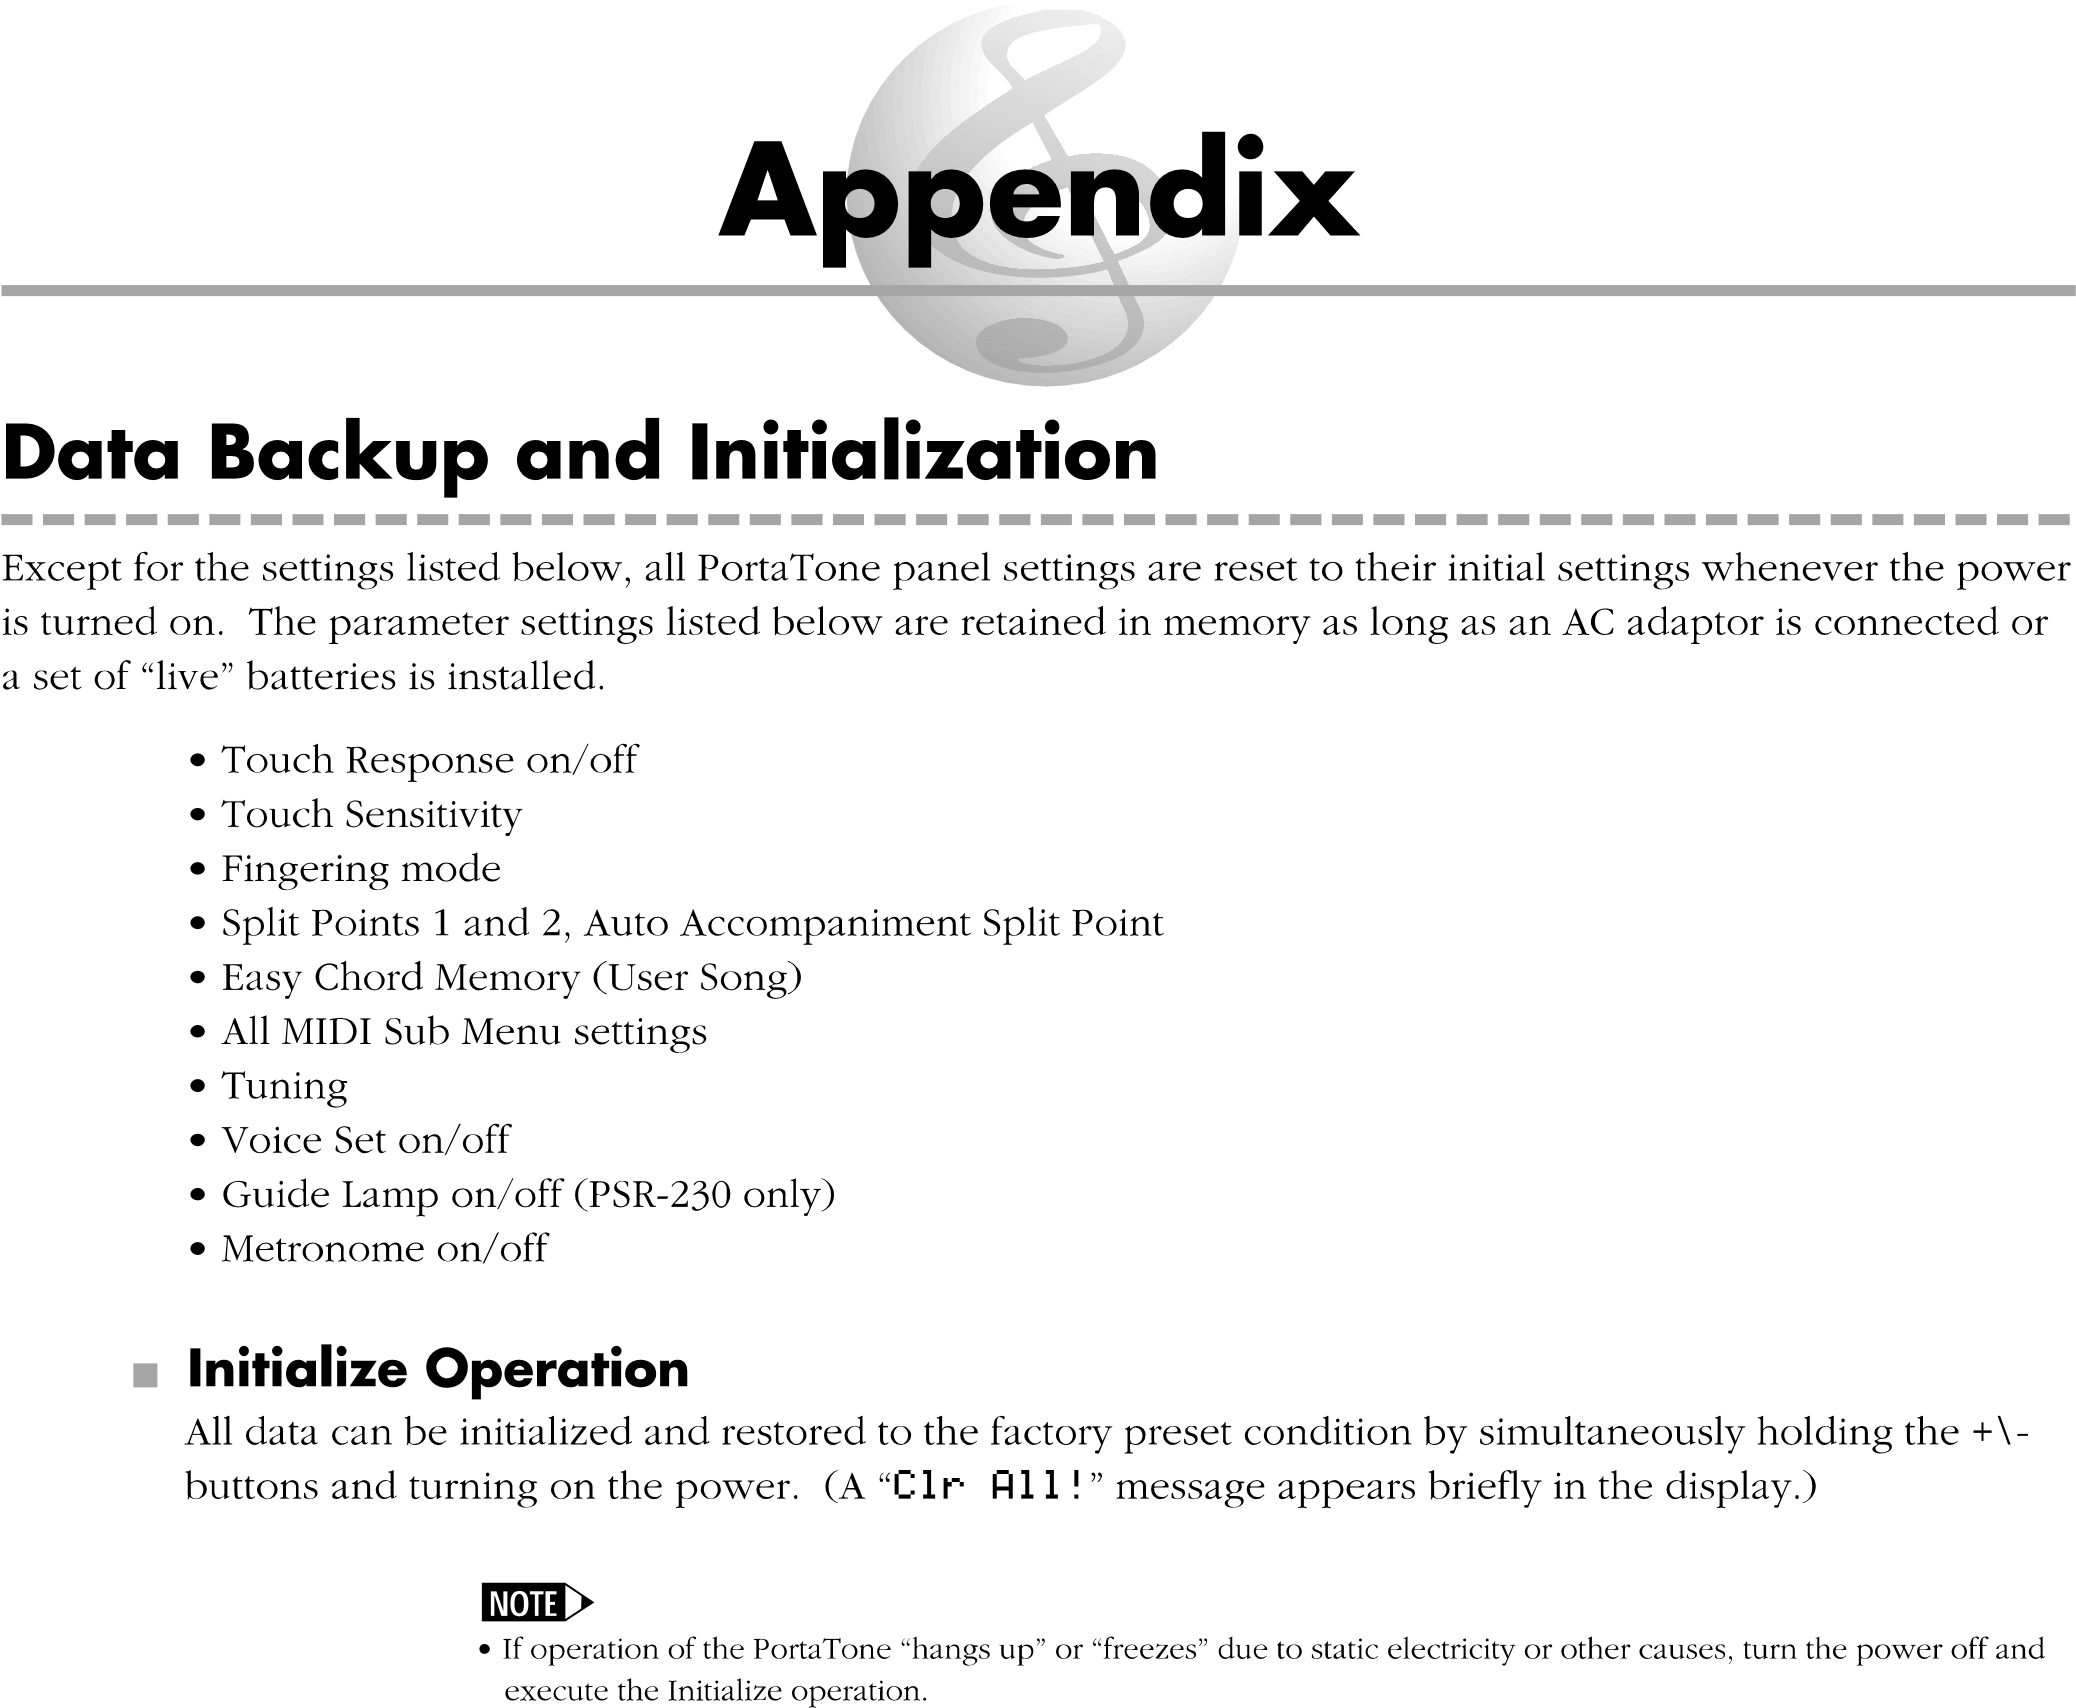 Appendix
Data Backup and Initialization
Except for the settings listed below, all PortaTone panel settings are reset to their initial settings whenever the power
is turned on.  The parameter settings listed below are retained in memory as long as an AC adaptor is connected or
a set of “live” batteries is installed.
• Touch Response on/off
• Touch Sensitivity
• Fingering mode
• Split Points 1 and 2, Auto Accompaniment Split Point
• Easy Chord Memory (User Song)
• All MIDI Sub Menu settings
• Tuning
• Voice Set on/off
• Guide Lamp on/off (PSR-230 only)
• Metronome on/off
■ Initialize Operation
All data can be initialized and restored to the factory preset condition by simultaneously holding the +\-
buttons and turning on the power.  (A “Clr All!” message appears briefly in the display.)
NOTE
• If operation of the PortaTone “hangs up” or “freezes” due to static electricity or other causes, turn the power off and
execute the Initialize operation.